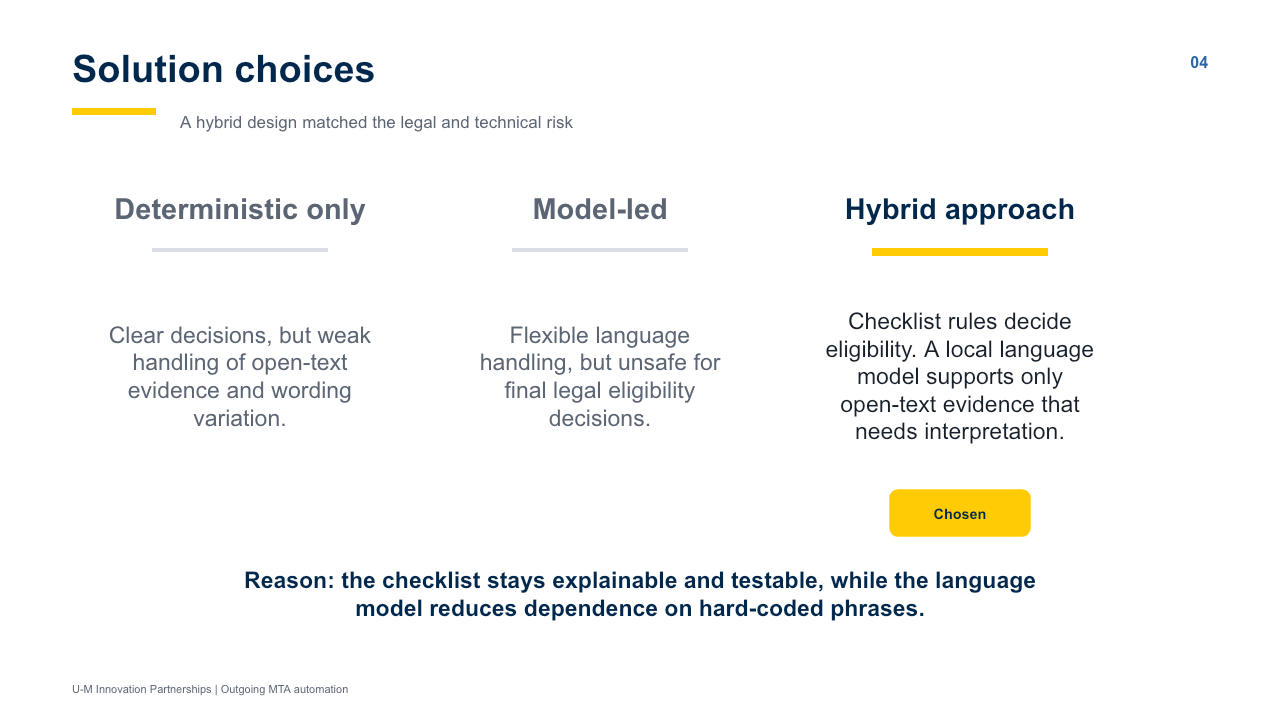 Solution choices
04
A hybrid design matched the legal and technical risk
Deterministic only
Clear decisions, but weak
handling of open-text
evidence and wording
variation.
Model-led
Flexible language
handling, but unsafe for
final legal eligibility
decisions.
Hybrid approach
Checklist rules decide
eligibility. A local language
model supports only
open-text evidence that
needs interpretation.
Chosen
Reason: the checklist stays explainable and testable, while the language
model reduces dependence on hard-coded phrases.
U-M Innovation Partnerships | Outgoing MTA automation